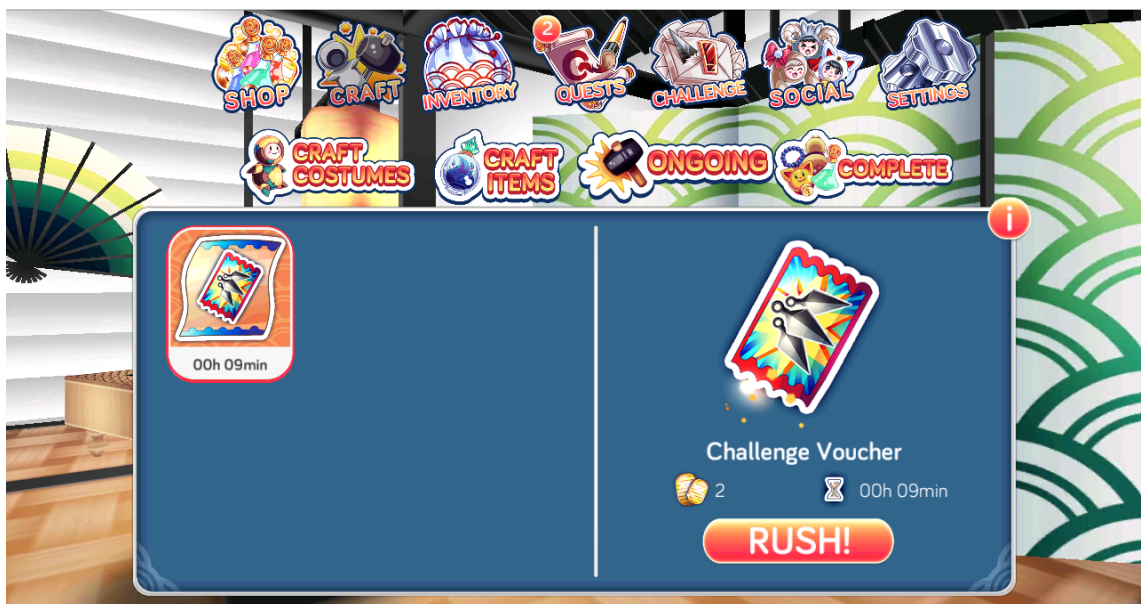 2
SHOP
CRAFT
INVENTORY
QUESTS
CHALLENGE
SOCIAL
SETTINGS
CRAFT
COSTUMES
CRAFT
ITEMS
ONGOING
COMPLETE
i
00h 09min
Challenge Voucher
2
00h 09min
RUSH!